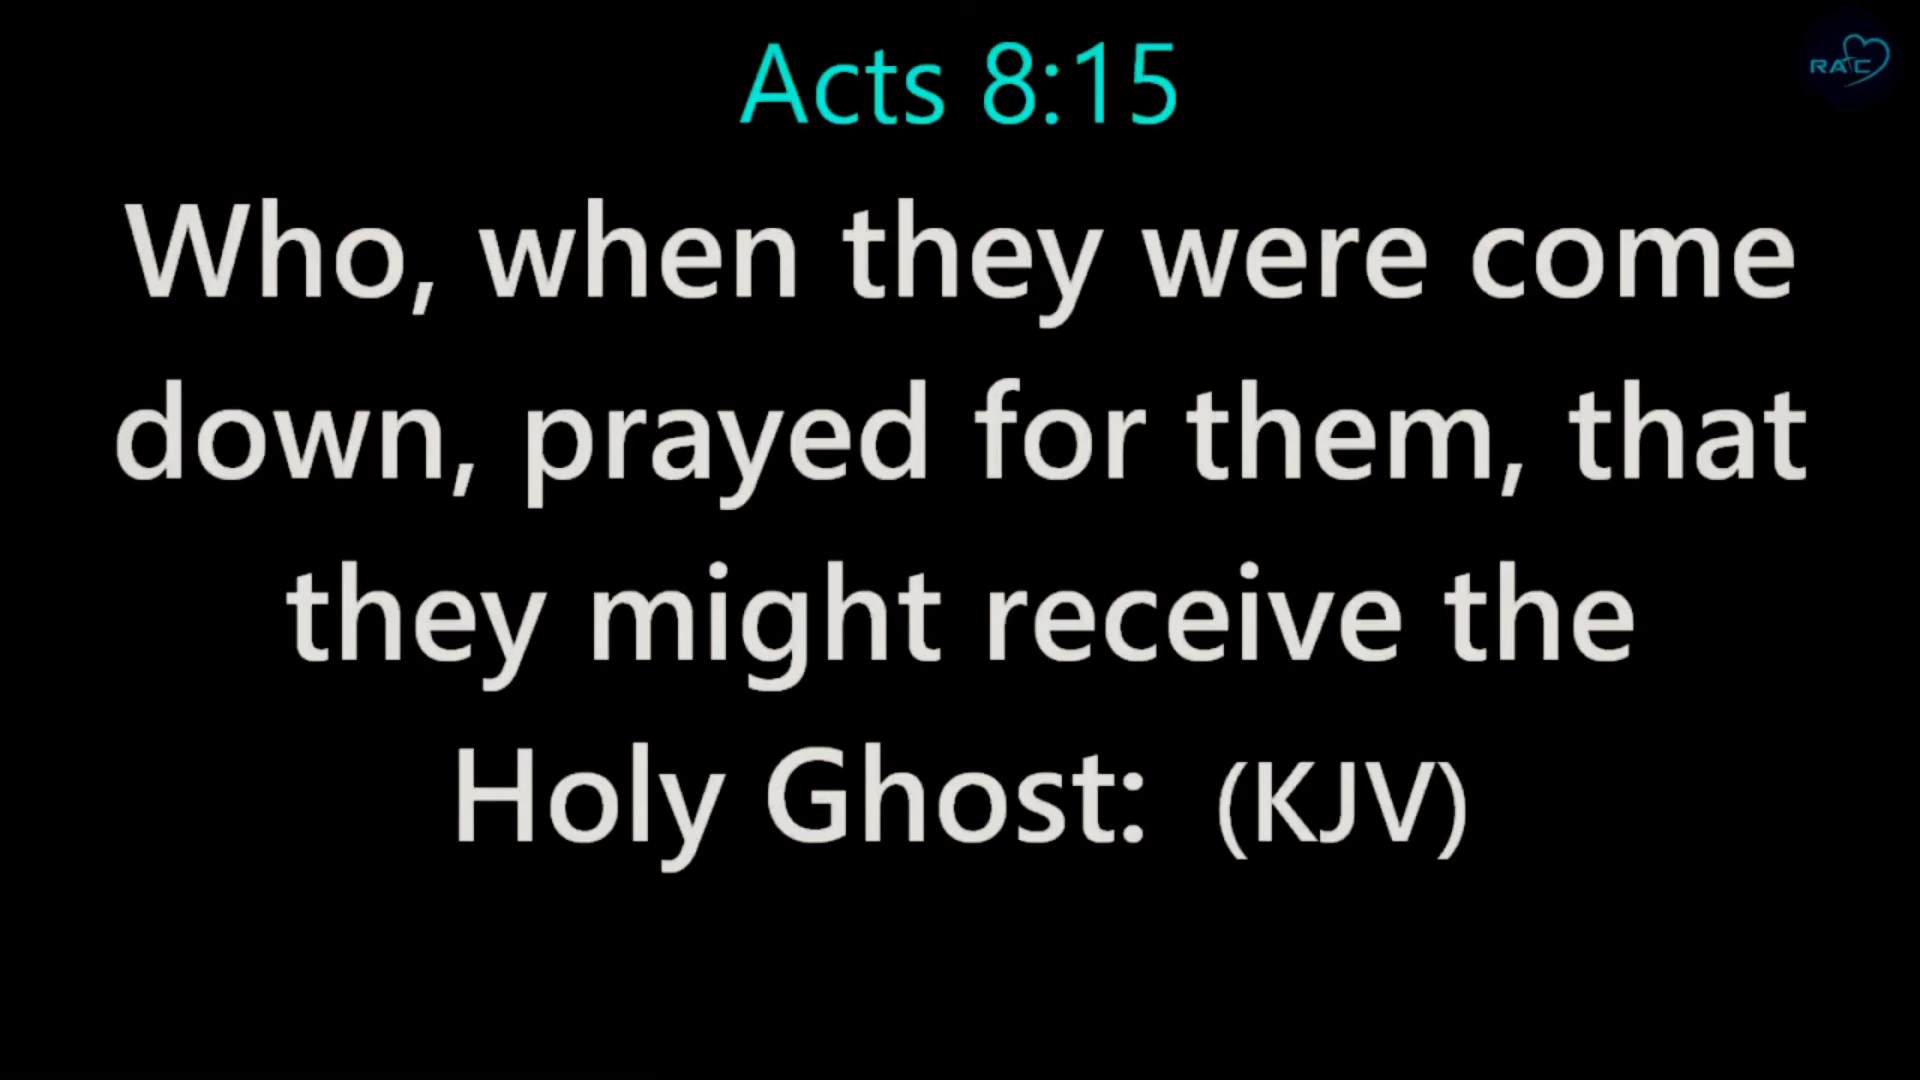 Acts 8:15
RAC
Who, when they were come
down, prayed for them, that
they might receive the
Holy Ghost: (KJV)